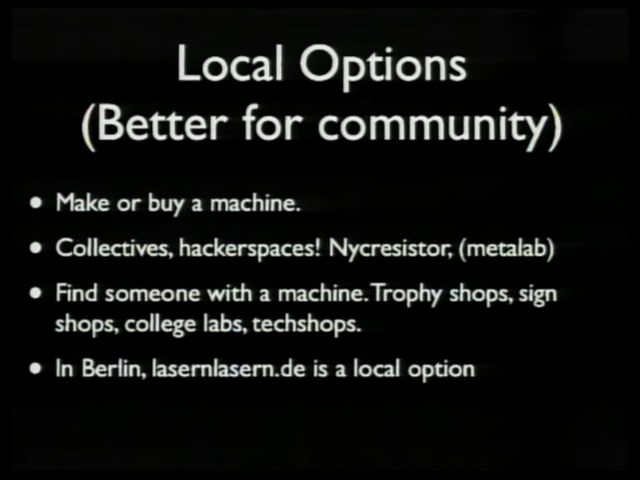 Local Options
(Better for community)
• Make or buy a machine.
• Collectives, hackerspaces! Nycresistor, (metalab)
• Find someone with a machine. Trophy shops, sign
shops, college labs, techshops.
• In Berlin, lasernlasern.de is a local option